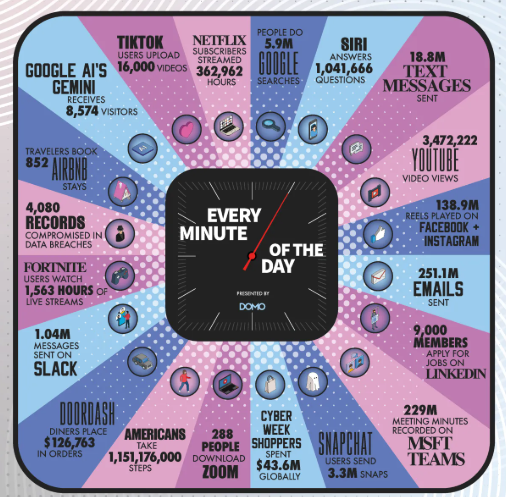 TIKTOK
USERS UPLOAD
16,000 VIDEOS
NETFLIX
SUBSCRIBERS
STREAMED
362,962
HOURS
PEOPLE DO
5.9M
GOOGLE
SEARCHES
SIRI
ANSWERS
1,041,666
QUESTIONS
18.8M
TEXT
MESSAGES
SENT
3,472,222
YOUTUBE
VIDEO VIEWS
138.9M
REELS PLAYED ON
FACEBOOK +
INSTAGRAM
251.1M
EMAILS
SENT
9,000
MEMBERS
APPLY FOR
JOBS ON
LINKEDIN
229M
MEETING MINUTES
RECORDED ON
MSFT
TEAMS
SNAPCHAT
USERS SEND
3.3M SNAPS
CYBER
WEEK
SHOPPERS
SPENT
$43.6M
GLOBALLY
288
PEOPLE
DOWNLOAD
ZOOM
AMERICANS
TAKE
1,151,176,000
STEPS
DOORDASH
DINERS PLACE
$126,763
IN ORDERS
1.04M
MESSAGES
SENT ON
SLACK
FORTNITE
USERS WATCH
1,563 HOURS OF
LIVE STREAMS
4,080
RECORDS
COMPROMISED IN
DATA BREACHES
TRAVELERS BOOK
852 AIRBNB
STAYS
GOOGLE AI'S
GEMINI
RECEIVES
8,574 VISITORS
EVERY
MINUTE
OF THE
DAY
PRESENTED BY
DOMO